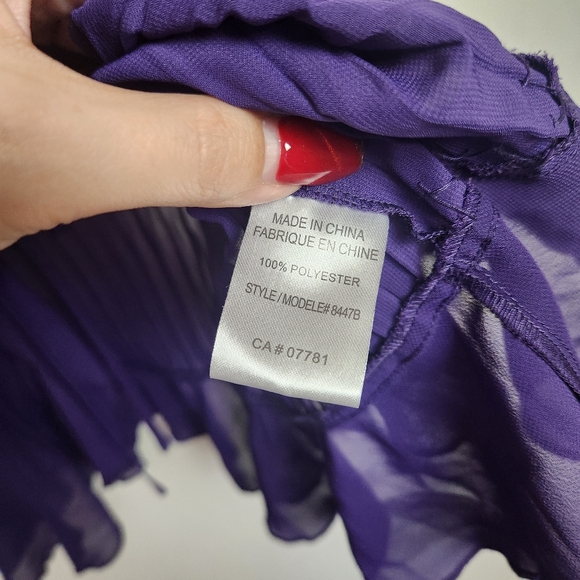 MADE IN CHINA
FABRIQUE EN CHINE
100% POLYESTER
STYLE/MODELE#8447B
CA#07781